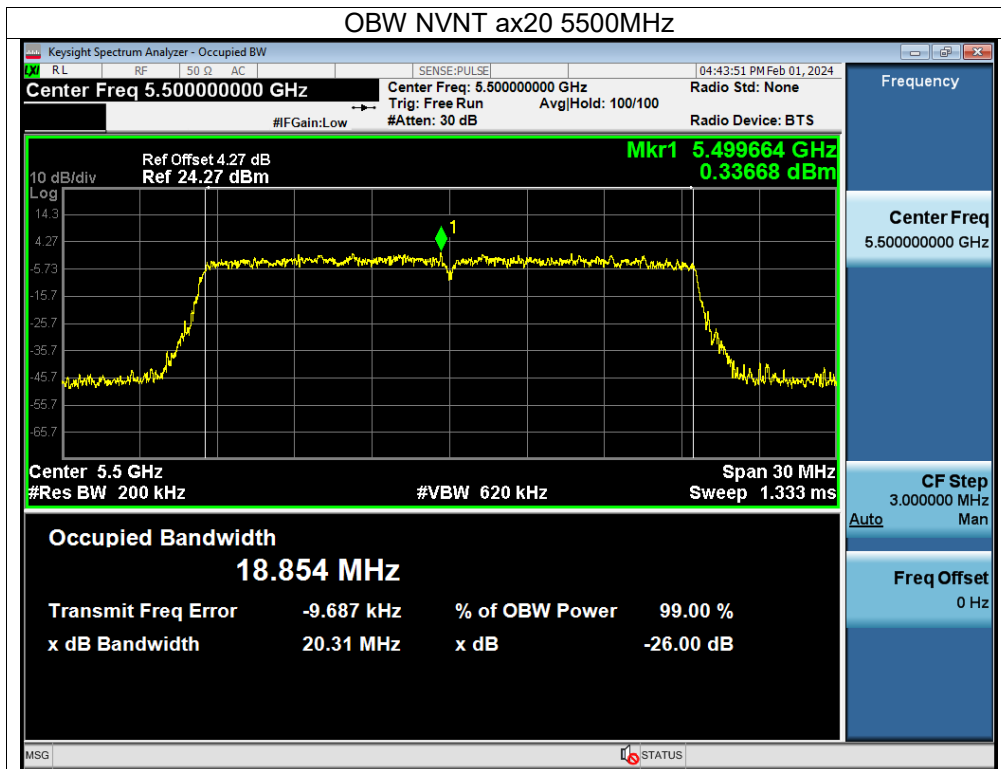 OBW NVNT ax20 5500MHz
Keysight Spectrum Analyzer - Occupied BW
LXI RL RF 50 Ω AC SENSE:PULSE 04:43:51 PM Feb 01, 2024
Center Freq 5.500000000 GHz
Center Freq: 5.500000000 GHz
Radio Std: None
Trig: Free Run Avg|Hold: 100/100
#IFGain:Low
#Atten: 30 dB
Radio Device: BTS
Frequency
Mkr1 5.499664 GHz
0.33668 dBm
Ref Offset 4.27 dB
10 dB/div Ref 24.27 dBm
Log
14.3
4.27
-5.73
-15.7
-25.7
-35.7
-45.7
-55.7
-65.7
1
Center 5.5 GHz Span 30 MHz
#Res BW 200 kHz #VBW 620 kHz Sweep 1.333 ms
Center Freq
5.500000000 GHz
CF Step
3.000000 MHz
Auto Man
Freq Offset
0 Hz
Occupied Bandwidth
18.854 MHz
Transmit Freq Error -9.687 kHz % of OBW Power 99.00 %
x dB Bandwidth 20.31 MHz x dB -26.00 dB
MSG STATUS